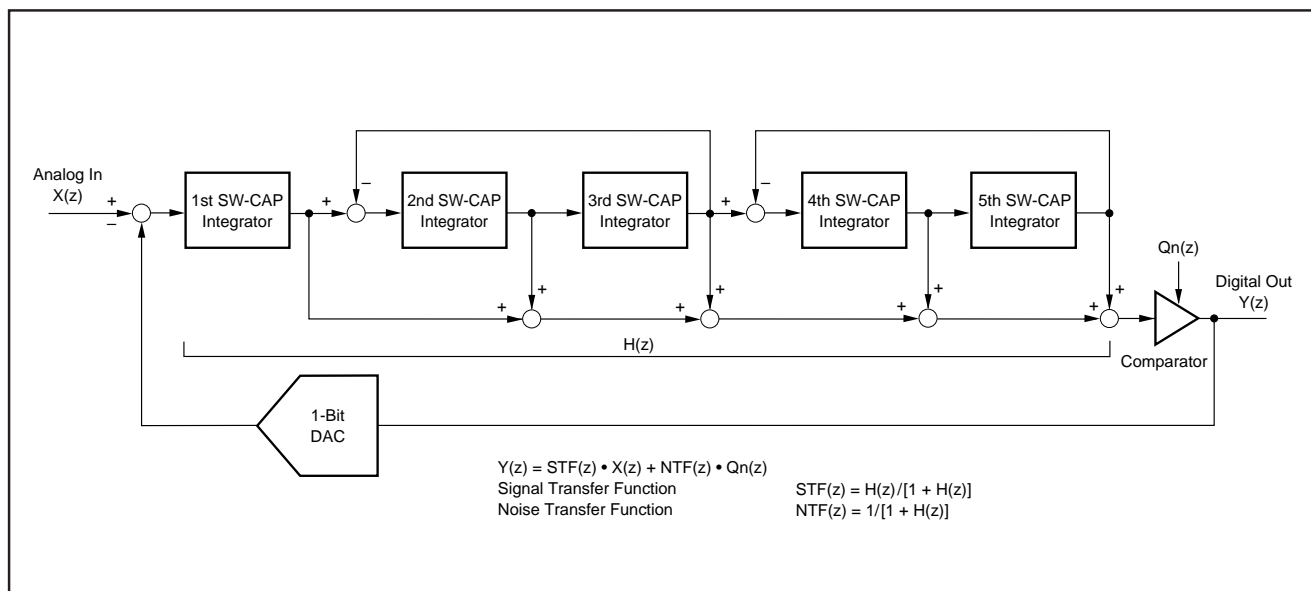 Analog In
X(z)
+
–
1st SW-CAP
Integrator
+
–
2nd SW-CAP
Integrator
3rd SW-CAP
Integrator
+
–
4th SW-CAP
Integrator
5th SW-CAP
Integrator
+
+
+
+
+
+
+
+
Qn(z)
Digital Out
Y(z)
H(z)
Comparator
1-Bit
DAC
Y(z) = STF(z) • X(z) + NTF(z) • Qn(z)
Signal Transfer Function STF(z) = H(z)/[1 + H(z)]
Noise Transfer Function NTF(z) = 1/[1 + H(z)]